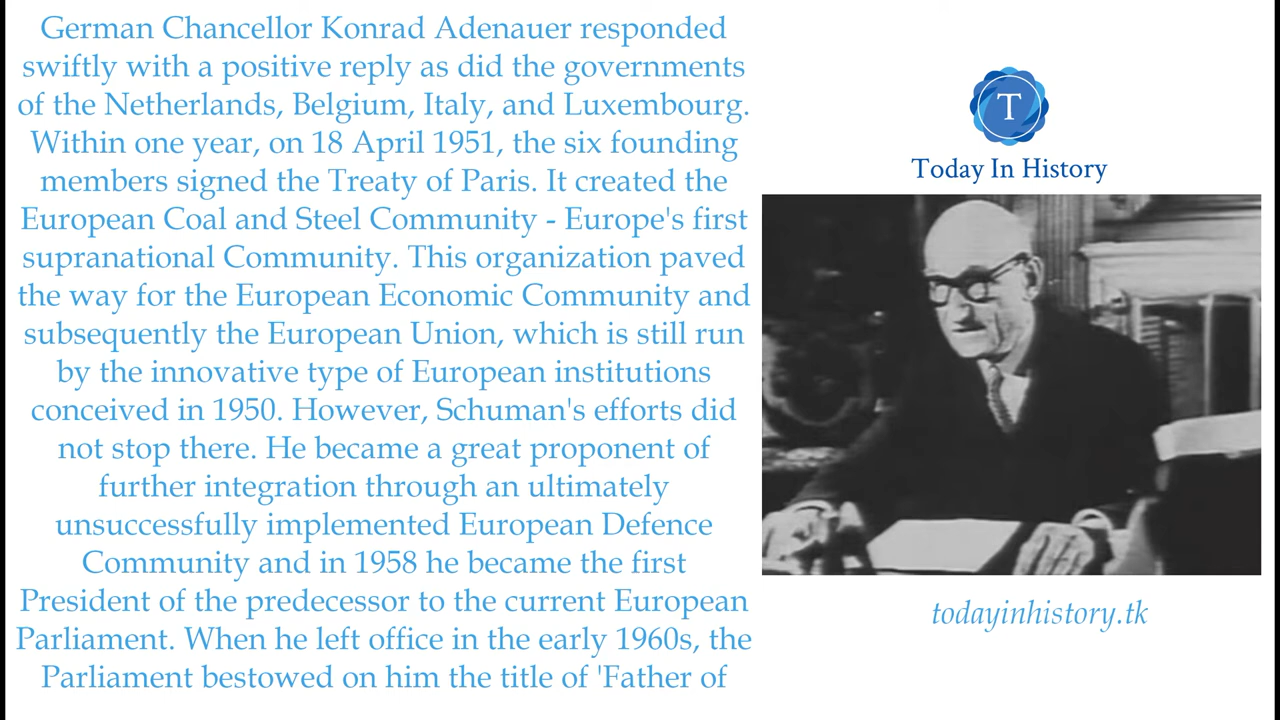 German Chancellor Konrad Adenauer responded
swiftly with a positive reply as did the governments
of the Netherlands, Belgium, Italy, and Luxembourg.
Within one year, on 18 April 1951, the six founding
members signed the Treaty of Paris. It created the
European Coal and Steel Community - Europe's first
supranational Community. This organization paved
the way for the European Economic Community and
subsequently the European Union, which is still run
by the innovative type of European institutions
conceived in 1950. However, Schuman's efforts did
not stop there. He became a great proponent of
further integration through an ultimately
unsuccessfully implemented European Defence
Community and in 1958 he became the first
President of the predecessor to the current European
Parliament. When he left office in the early 1960s, the
Parliament bestowed on him the title of 'Father of
T
Today In History
todayinhistory.tk